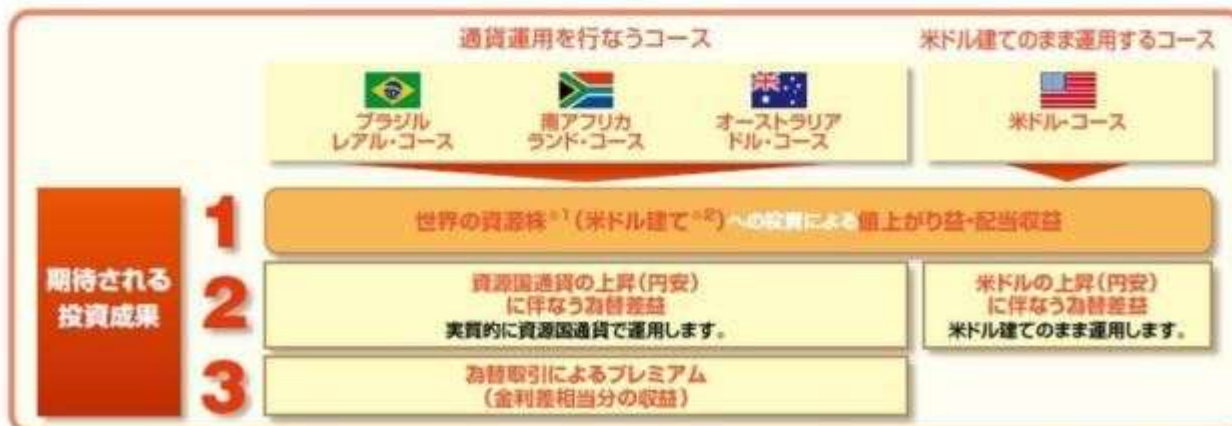 通貨運用を行なうコース
米ドル建てのまま運用するコース
ブラジル
レアル・コース
南アフリカ
ランド・コース
オーストラリア
ドル・コース
米ドル・コース
期待される
投資成果
1
世界の資源株※1(米ドル建て※2)への投資による値上がり益・配当収益
2
資源国通貨の上昇(円安)
に伴なう為替差益
実質的に資源国通貨で運用します。
米ドルの上昇(円安)
に伴なう為替差益
米ドル建てのまま運用します。
3
為替取引によるプレミアム
(金利差相当分の収益)